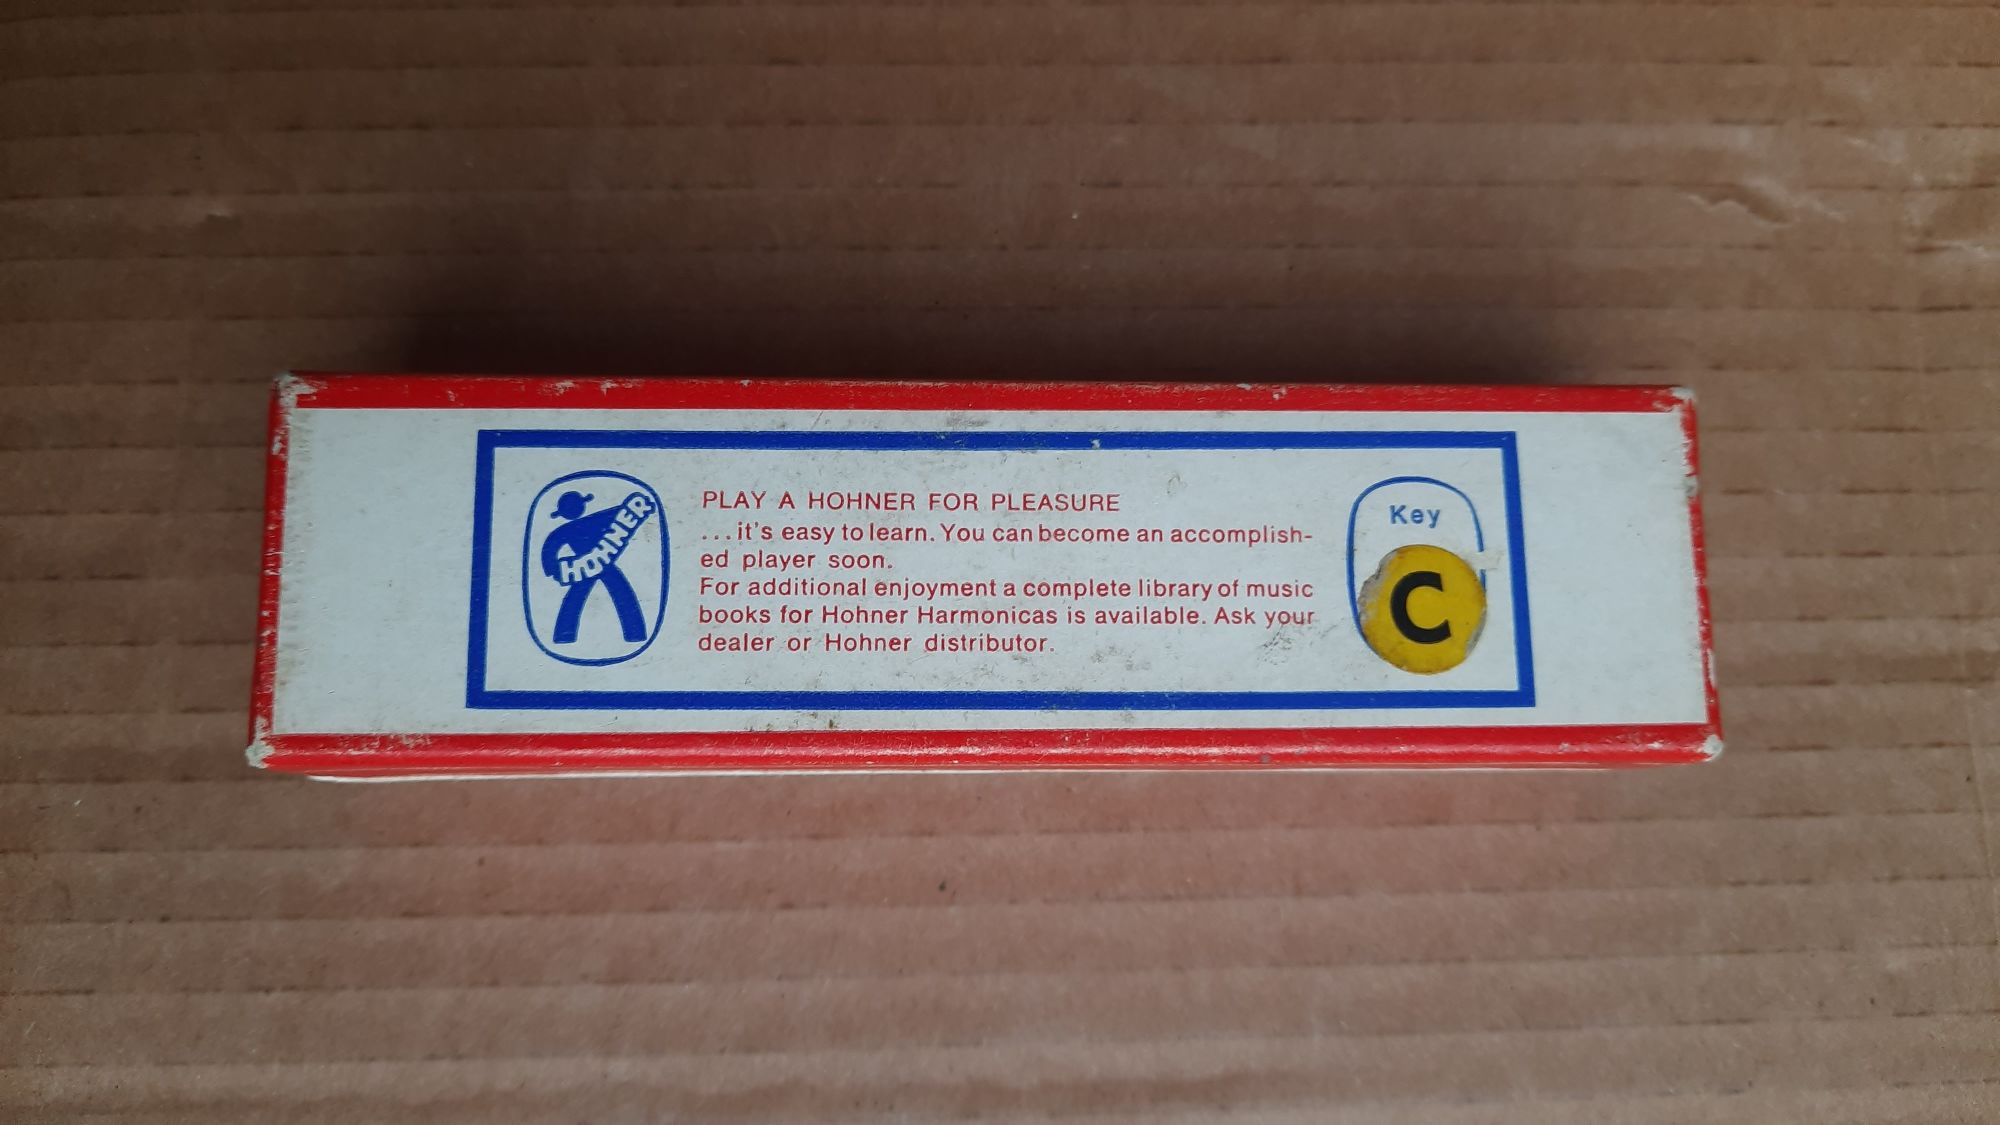 HOHNER
PLAY A HOHNER FOR PLEASURE
...it's easy to learn. You can become an accomplish-
ed player soon.
For additional enjoyment a complete library of music
books for Hohner Harmonicas is available. Ask your
dealer or Hohner distributor.
Key
C